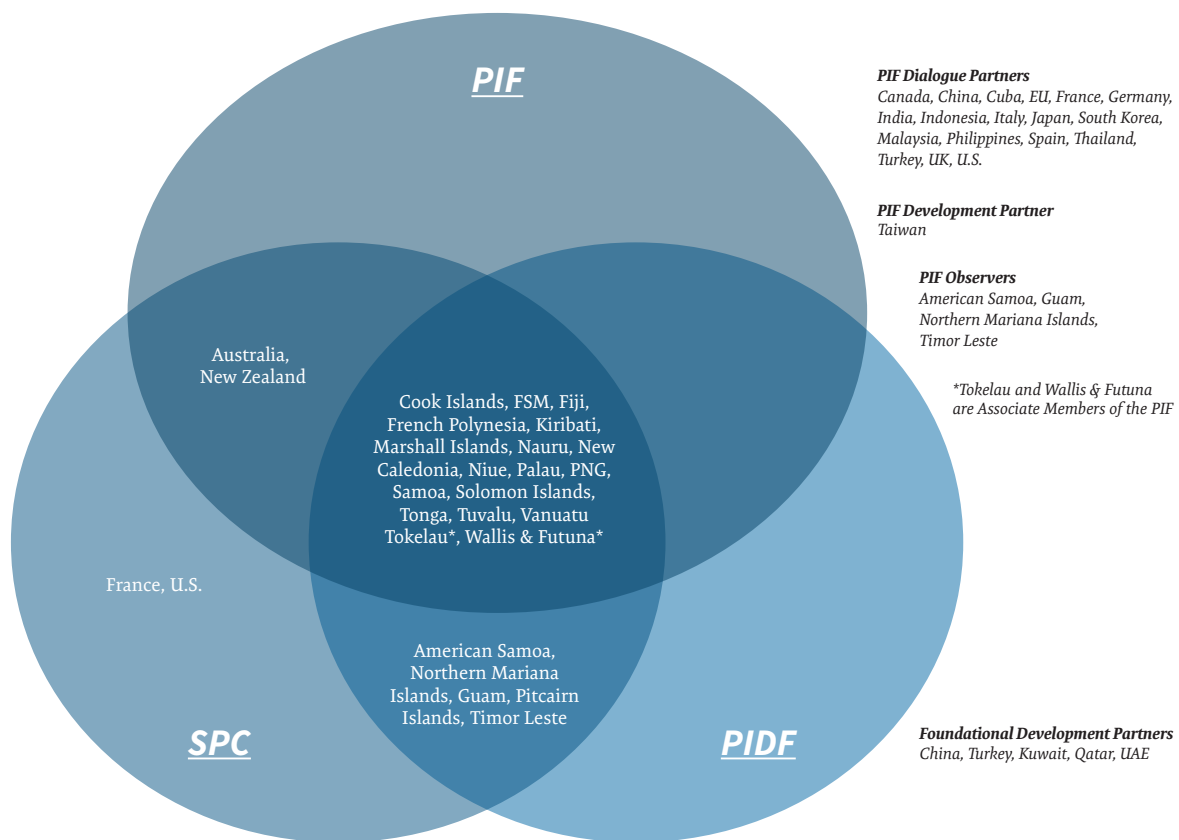 PIF
PIF Dialogue Partners
Canada, China, Cuba, EU, France, Germany,
India, Indonesia, Italy, Japan, South Korea,
Malaysia, Philippines, Spain, Thailand,
Turkey, UK, U.S.
PIF Development Partner
Taiwan
PIF Observers
American Samoa, Guam,
Northern Mariana Islands,
Timor Leste
*Tokelau and Wallis & Futuna
are Associate Members of the PIF
Australia,
New Zealand
Cook Islands, FSM, Fiji,
French Polynesia, Kiribati,
Marshall Islands, Nauru, New
Caledonia, Niue, Palau, PNG,
Samoa, Solomon Islands,
Tonga, Tuvalu, Vanuatu
Tokelau*, Wallis & Futuna*
France, U.S.
American Samoa,
Northern Mariana
Islands, Guam, Pitcairn
Islands, Timor Leste
SPC
PIDF
Foundational Development Partners
China, Turkey, Kuwait, Qatar, UAE